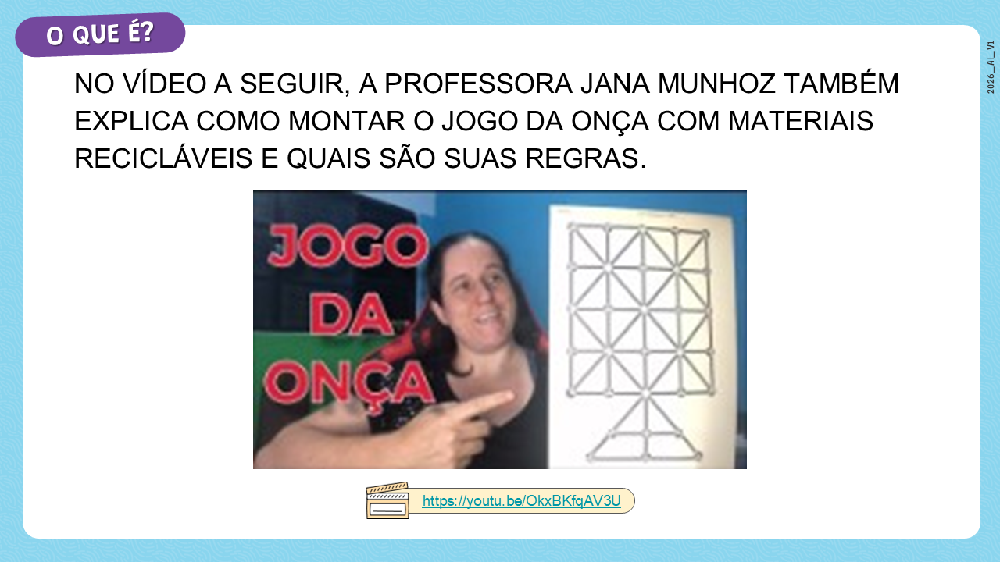 O QUE É?
2026_AI_V1
NO VÍDEO A SEGUIR, A PROFESSORA JANA MUNHOZ TAMBÉM
EXPLICA COMO MONTAR O JOGO DA ONÇA COM MATERIAIS
RECICLÁVEIS E QUAIS SÃO SUAS REGRAS.
JOGO
DA
ONÇA
https://youtu.be/OkxBKfqAV3U